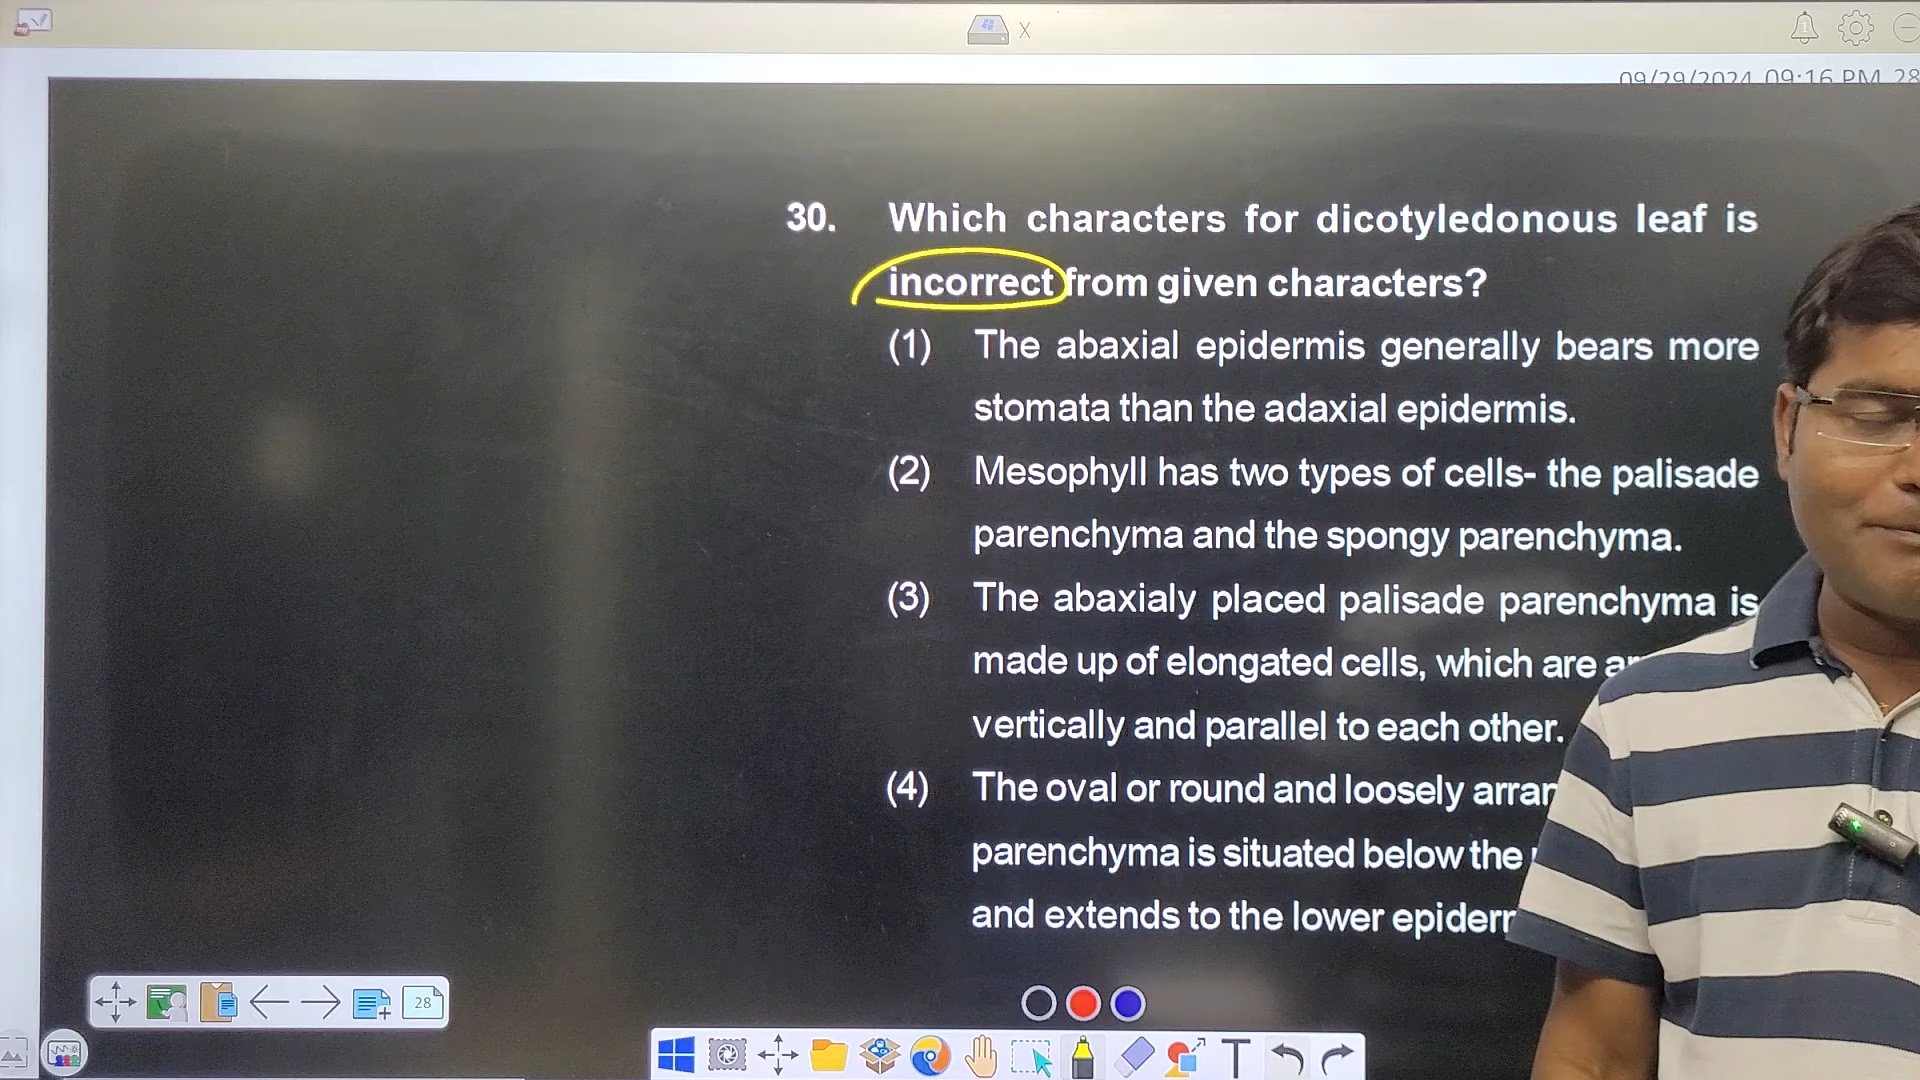 X
09/29/2024 09:16 PM 28
30. Which characters for dicotyledonous leaf is
incorrect from given characters?
(1) The abaxial epidermis generally bears more
stomata than the adaxial epidermis.
(2) Mesophyll has two types of cells- the palisade
parenchyma and the spongy parenchyma.
(3) The abaxialy placed palisade parenchyma is
made up of elongated cells, which are
vertically and parallel to each other.
(4) The oval or round and loosely
parenchyma is situated below the
and extends to the lower
28
T